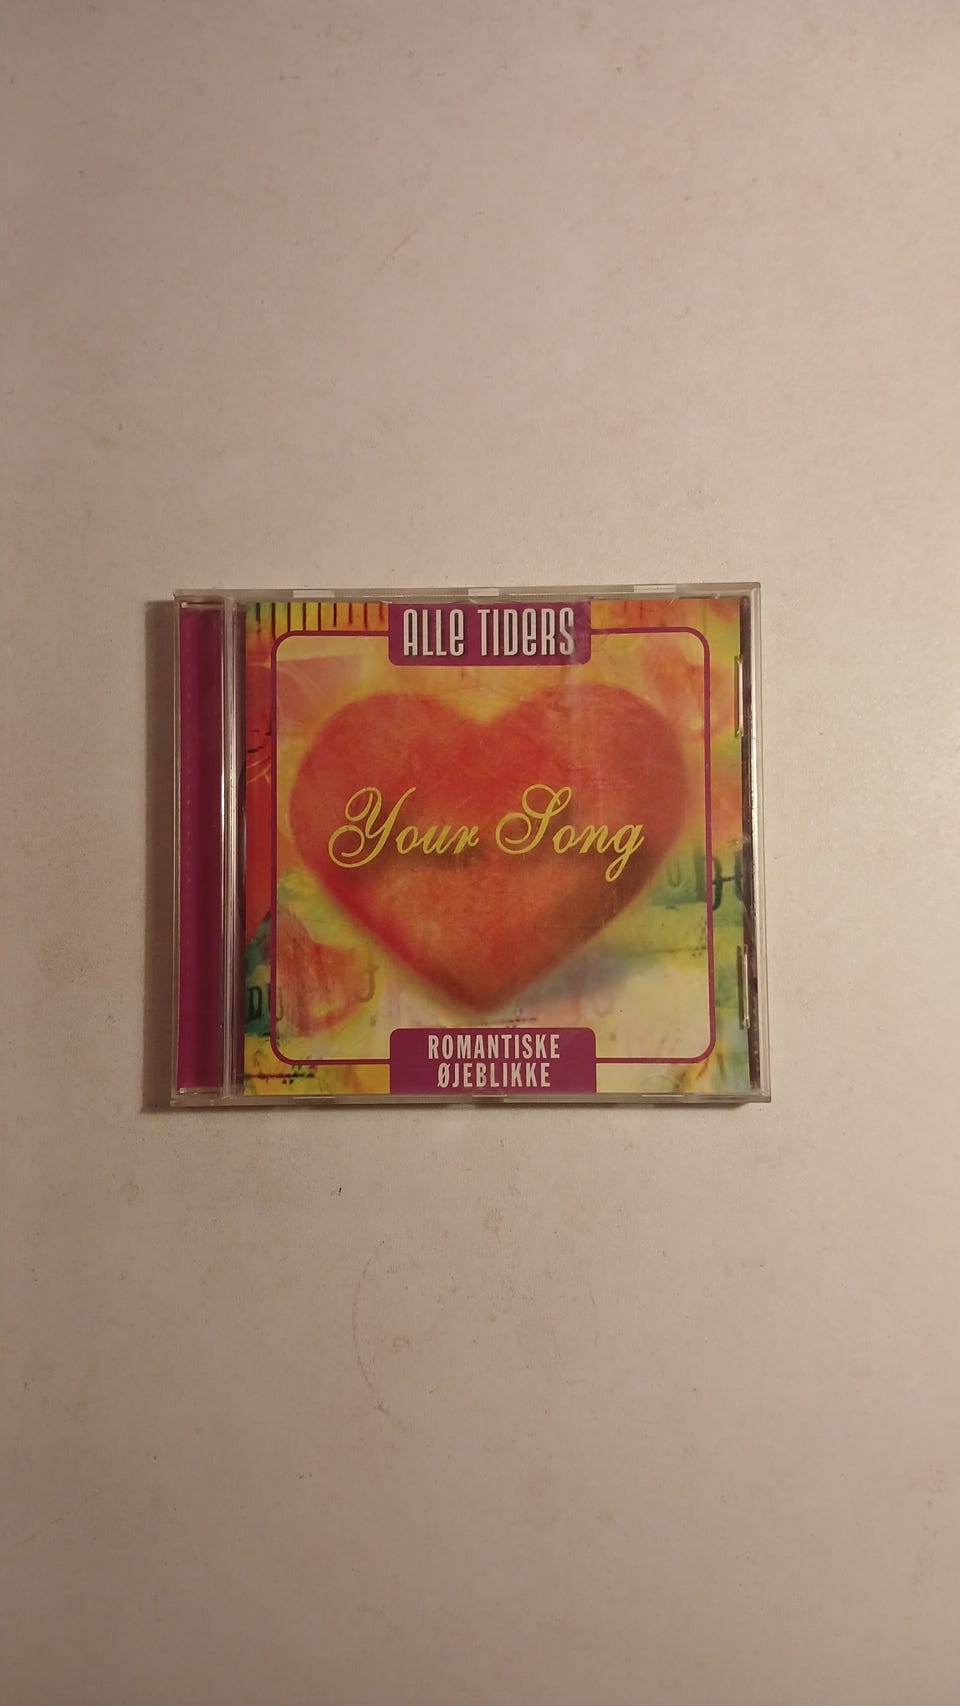 ALLE TIDERS
Your Song
ROMANTISKE
ØJEBLIKKE